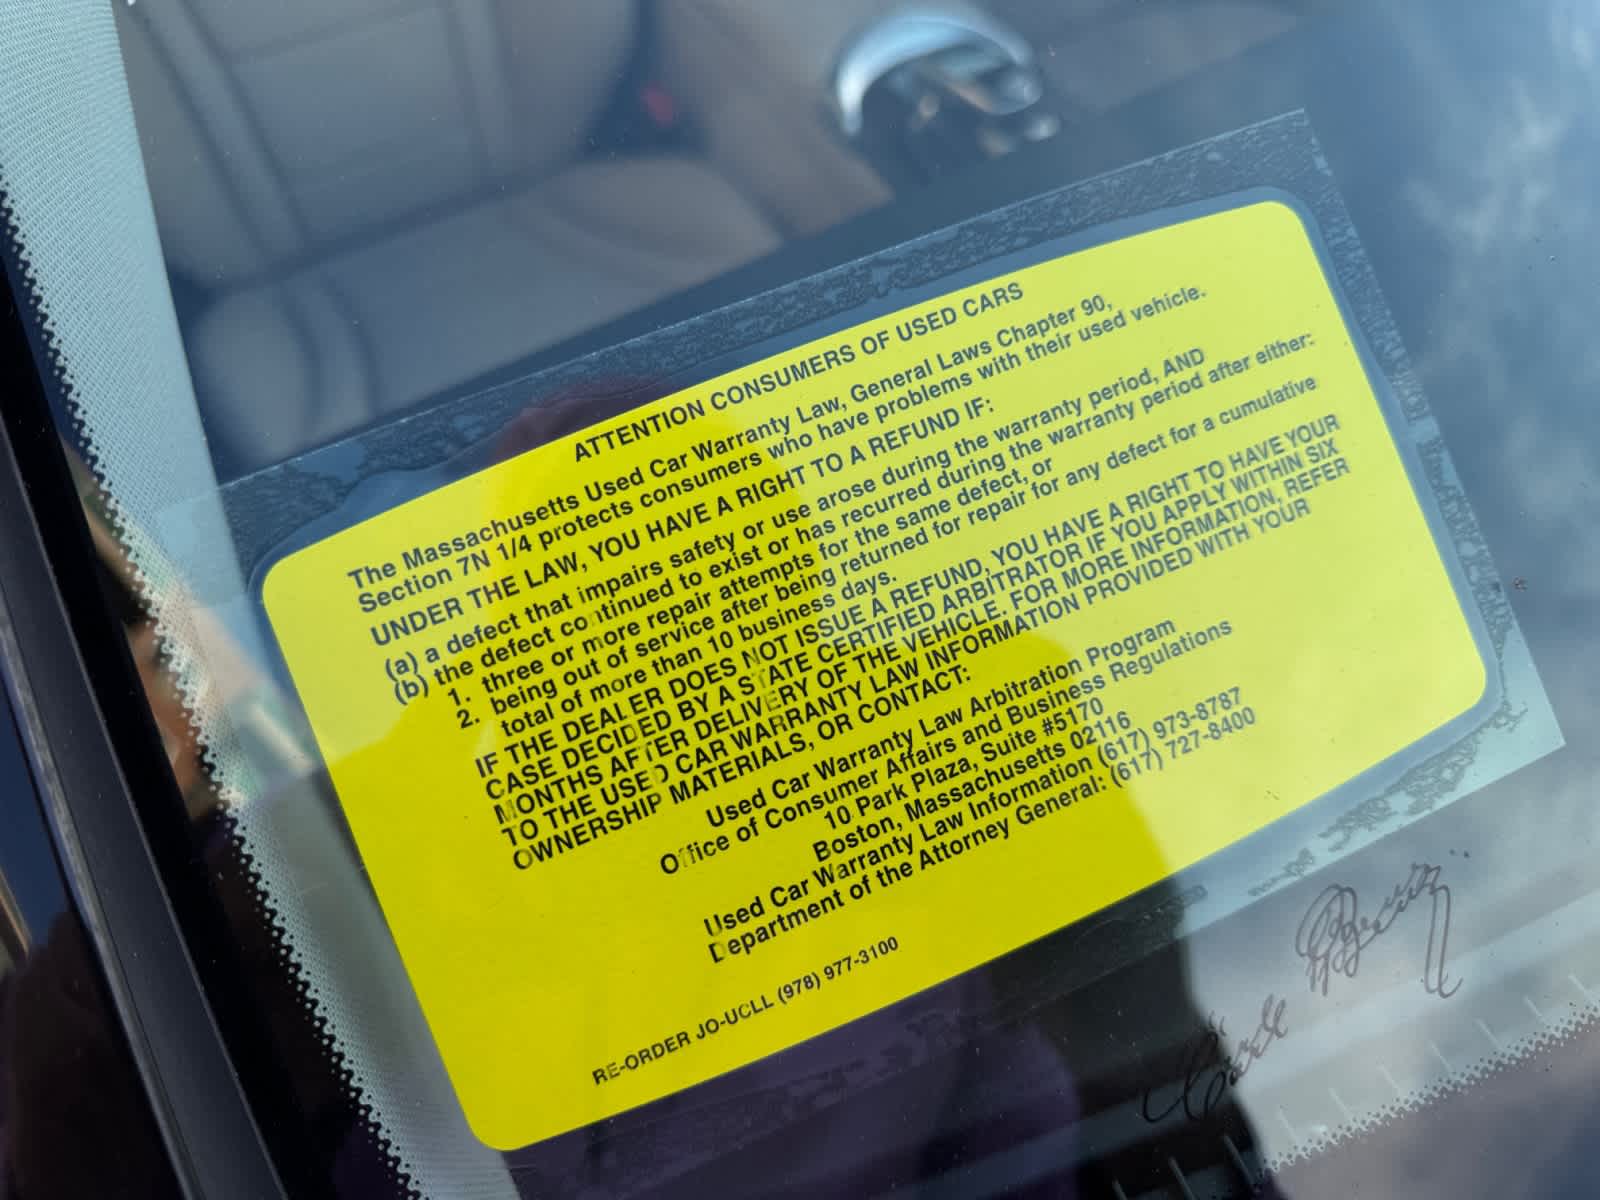 ATTENTION CONSUMERS OF USED CARS
The Massachusetts Used Car Warranty Law, General Laws Chapter 90,
Section 7N 1/4 protects consumers who have problems with their used vehicle.
UNDER THE LAW, YOU HAVE A RIGHT TO A REFUND IF:
(a) a defect that impairs safety or use arose during the warranty period, AND
(b) the defect continued to exist or has recurred during the warranty period after either:
1. three or more repair attempts for the same defect, or
2. being out of service after being returned for repair for any defect for a cumulative
total of more than 10 business days.
IF THE DEALER DOES NOT ISSUE A REFUND, YOU HAVE A RIGHT TO HAVE YOUR
CASE DECIDED BY A STATE CERTIFIED ARBITRATOR IF YOU APPLY WITHIN SIX
MONTHS AFTER DELIVERY OF THE VEHICLE. FOR MORE INFORMATION, REFER
TO THE USED CAR WARRANTY LAW INFORMATION PROVIDED WITH YOUR
OWNERSHIP MATERIALS, OR CONTACT:
Used Car Warranty Law Arbitration Program
Office of Consumer Affairs and Business Regulations
10 Park Plaza, Suite #5170
Boston, Massachusetts 02116
Used Car Warranty Law Information (617) 973-8787
Department of the Attorney General: (617) 727-8400
RE-ORDER JO-UCLL (978) 977-3100